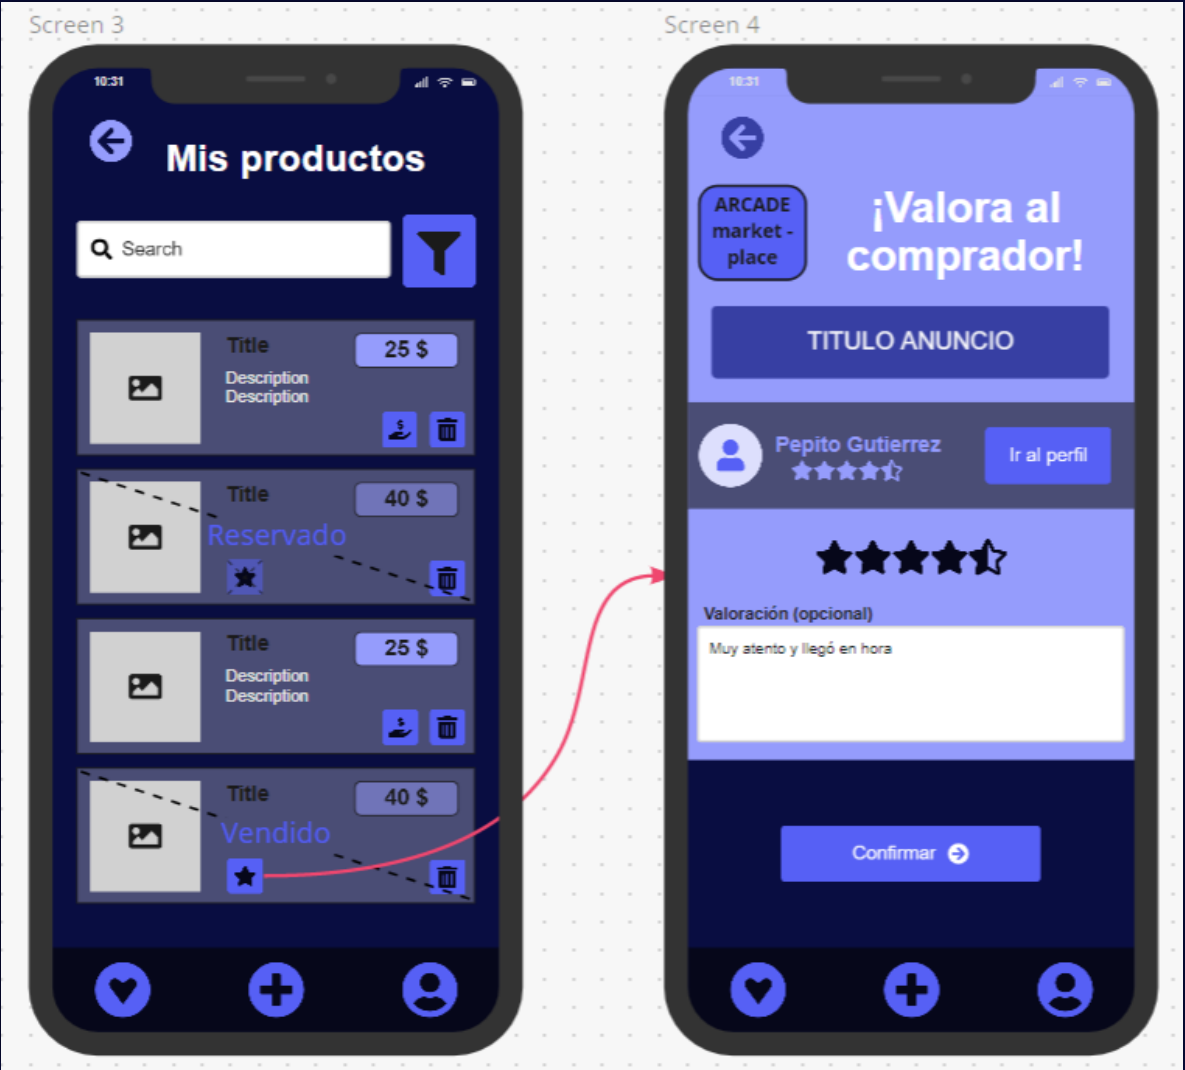 Screen 3
10:31
Mis productos
Search
Title
25 $
Description
Description
Title
40 $
Reservado
Title
25 $
Description
Description
Title
40 $
Vendido
Screen 4
10:31
ARCADE
market -
place
¡Valora al
comprador!
TITULO ANUNCIO
Pepito Gutierrez
Ir al perfil
Valoración (opcional)
Muy atento y llegó en hora
Confirmar